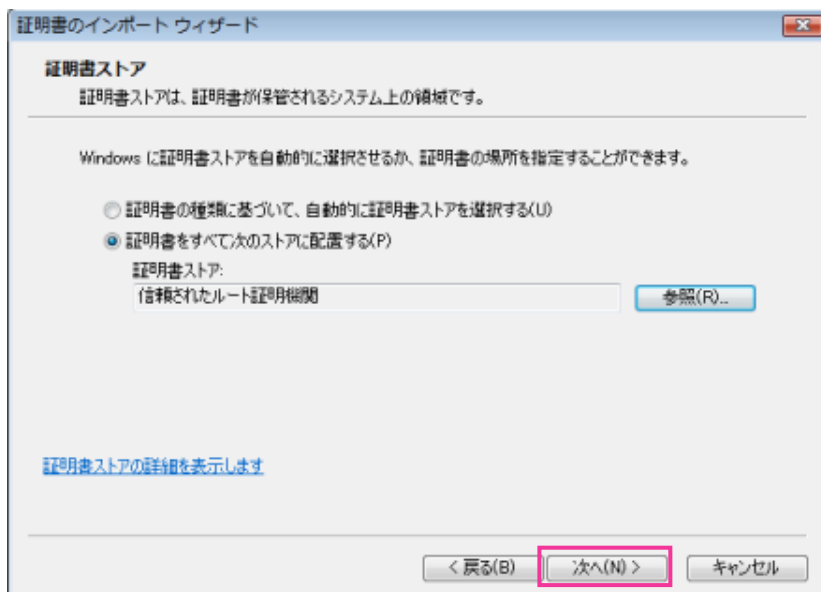 証明書のインポート ウィザード
証明書ストア
証明書ストアは、証明書が保管されるシステム上の領域です。
Windows に証明書ストアを自動的に選択させるか、証明書の場所を指定することができます。
証明書の種類に基づいて、自動的に証明書ストアを選択する(U)
証明書をすべて次のストアに配置する(P)
証明書ストア:
信頼されたルート証明機関
参照(R)...
証明書ストアの詳細を表示します
< 戻る(B)
次へ(N) >
キャンセル